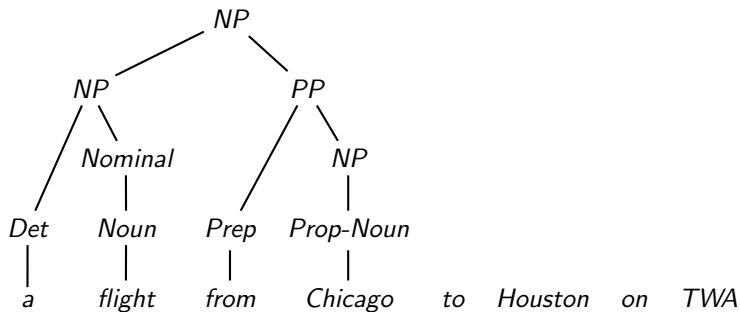 NP
NP PP
Nominal NP
Det Noun Prep Prop-Noun
a flight from Chicago to Houston on TWA